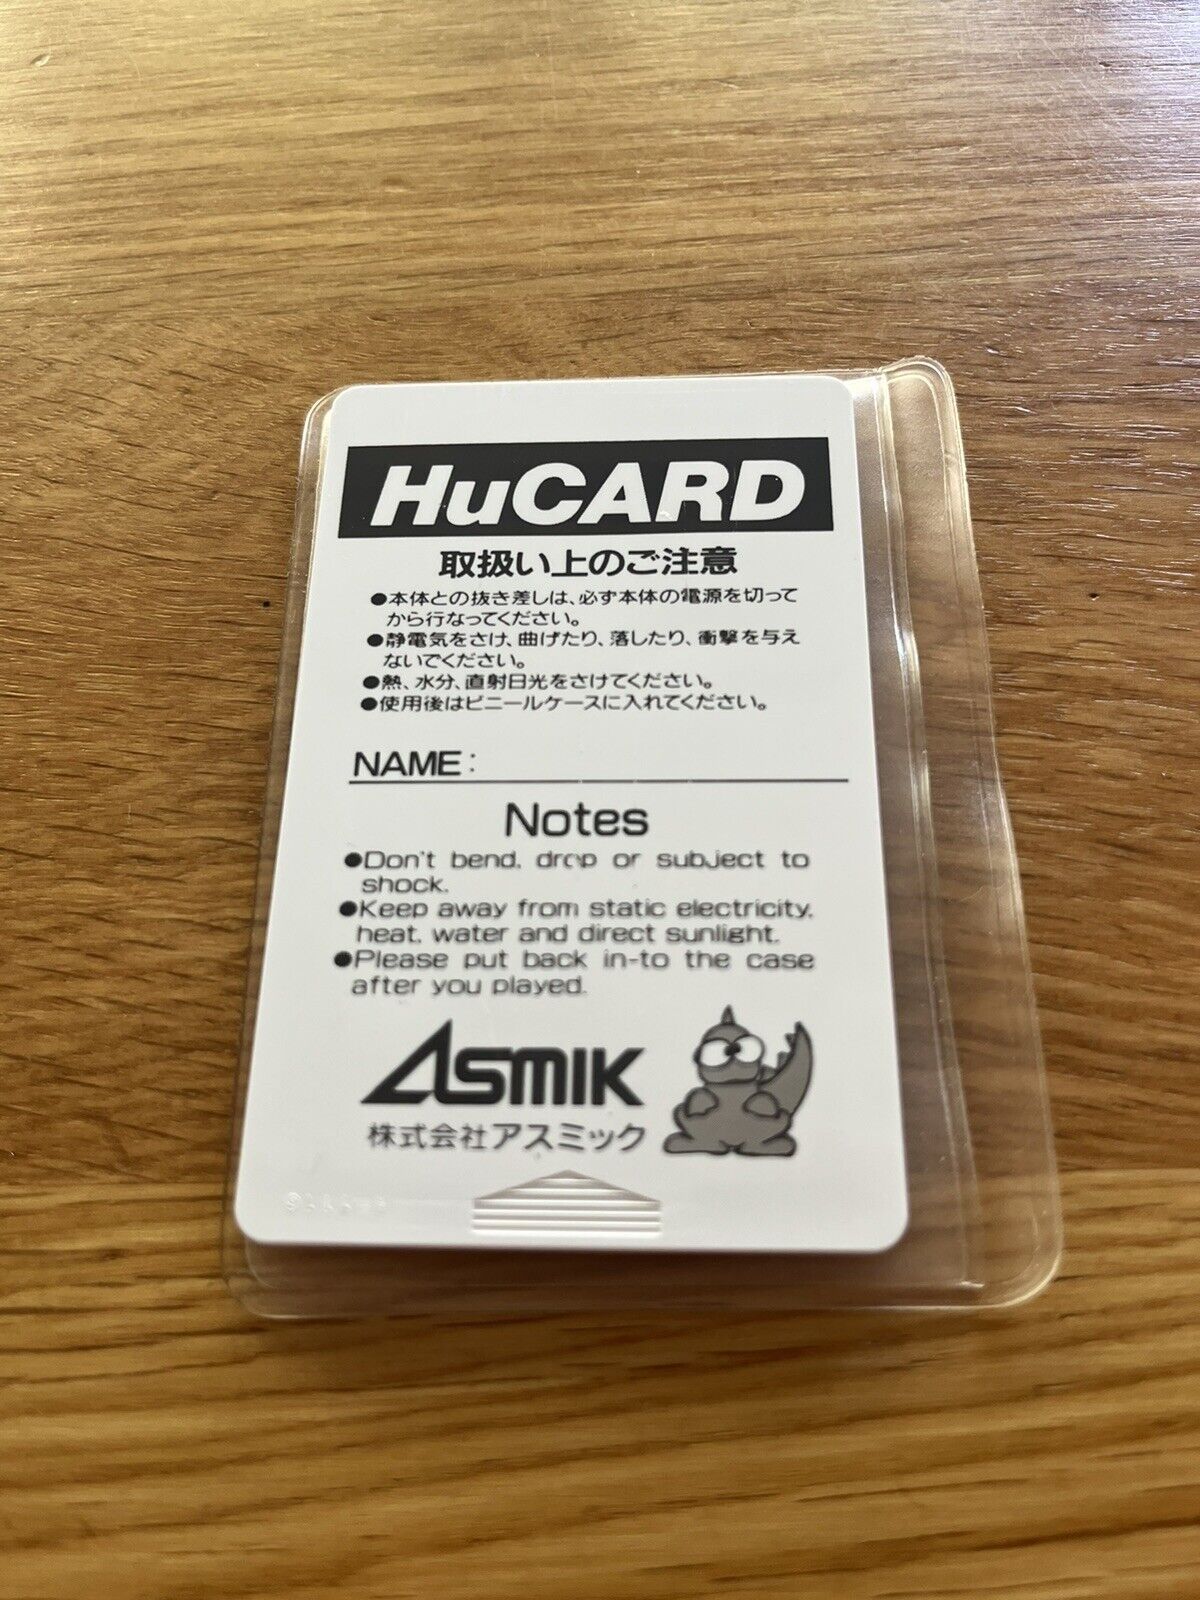 HuCARD
取扱い上のご注意
●本体との抜き差しは、必ず本体の電源を切って
から行なってください。
●静電気をさけ、曲げたり、落したり、衝撃を与え
ないでください。
●熱、水分、直射日光をさけてください。
●使用後はビニールケースに入れてください。
NAME:
Notes
●Don't bend, drop or subject to
shock.
●Keep away from static electricity,
heat, water and direct sunlight.
●Please put back in-to the case
after you played.
ASMIK
株式会社アスミック